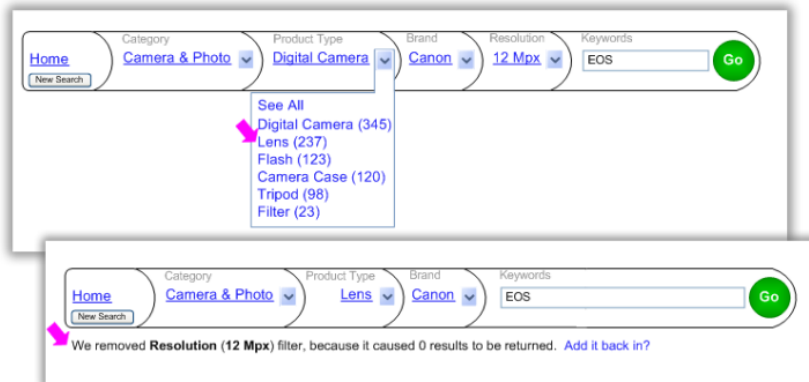 Category Product Type Brand Resolution Keywords
Home Camera & Photo Digital Camera Canon 12 Mpx EOS Go
New Search
See All
Digital Camera (345)
Lens (237)
Flash (123)
Camera Case (120)
Tripod (98)
Filter (23)
Category Product Type Brand Keywords
Home Camera & Photo Lens Canon EOS Go
New Search
We removed Resolution (12 Mpx) filter, because it caused 0 results to be returned. Add it back in?